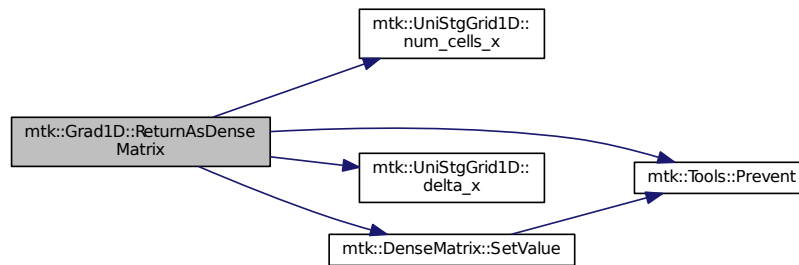 mtk::UniStgGrid1D::
num_cells_x
mtk::Grad1D::ReturnAsDense
Matrix
mtk::UniStgGrid1D::
delta_x
mtk::Tools::Prevent
mtk::DenseMatrix::SetValue